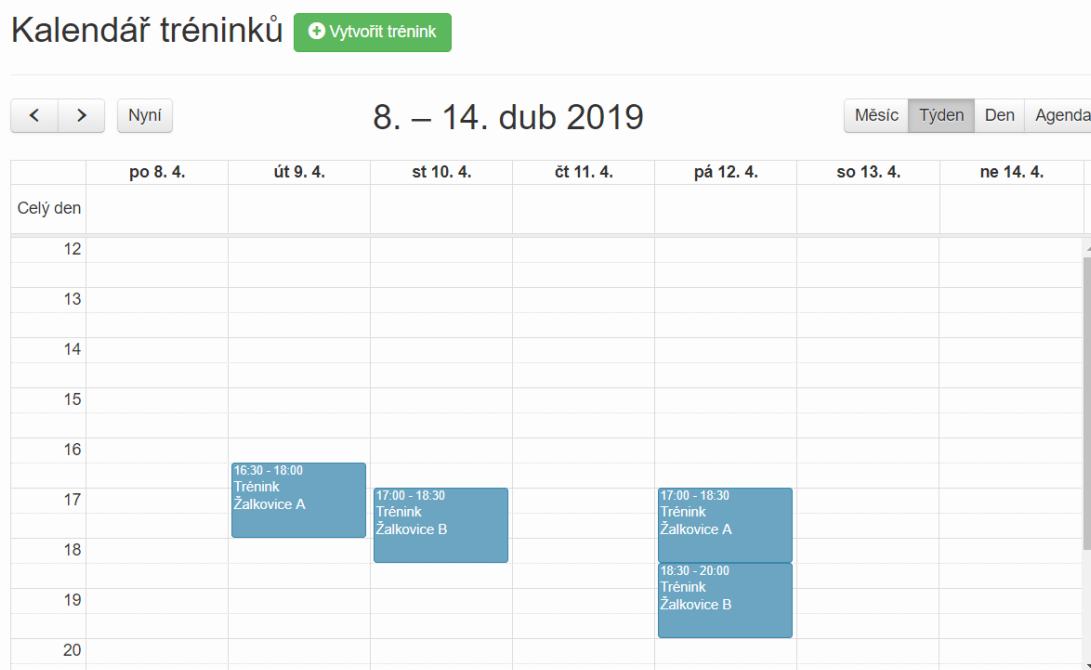 Kalendář tréninků Vytvořit trénink
Nyní 8. – 14. dub 2019 Měsíc Týden Den Agenda
po 8. 4. út 9. 4. st 10. 4. čt 11. 4. pá 12. 4. so 13. 4. ne 14. 4.
Celý den
12
13
14
15
16
16:30 - 18:00
Trénink
Žalkovice A
17
17:00 - 18:30
Trénink
Žalkovice B
17:00 - 18:30
Trénink
Žalkovice A
18
18:30 - 20:00
Trénink
Žalkovice B
19
20